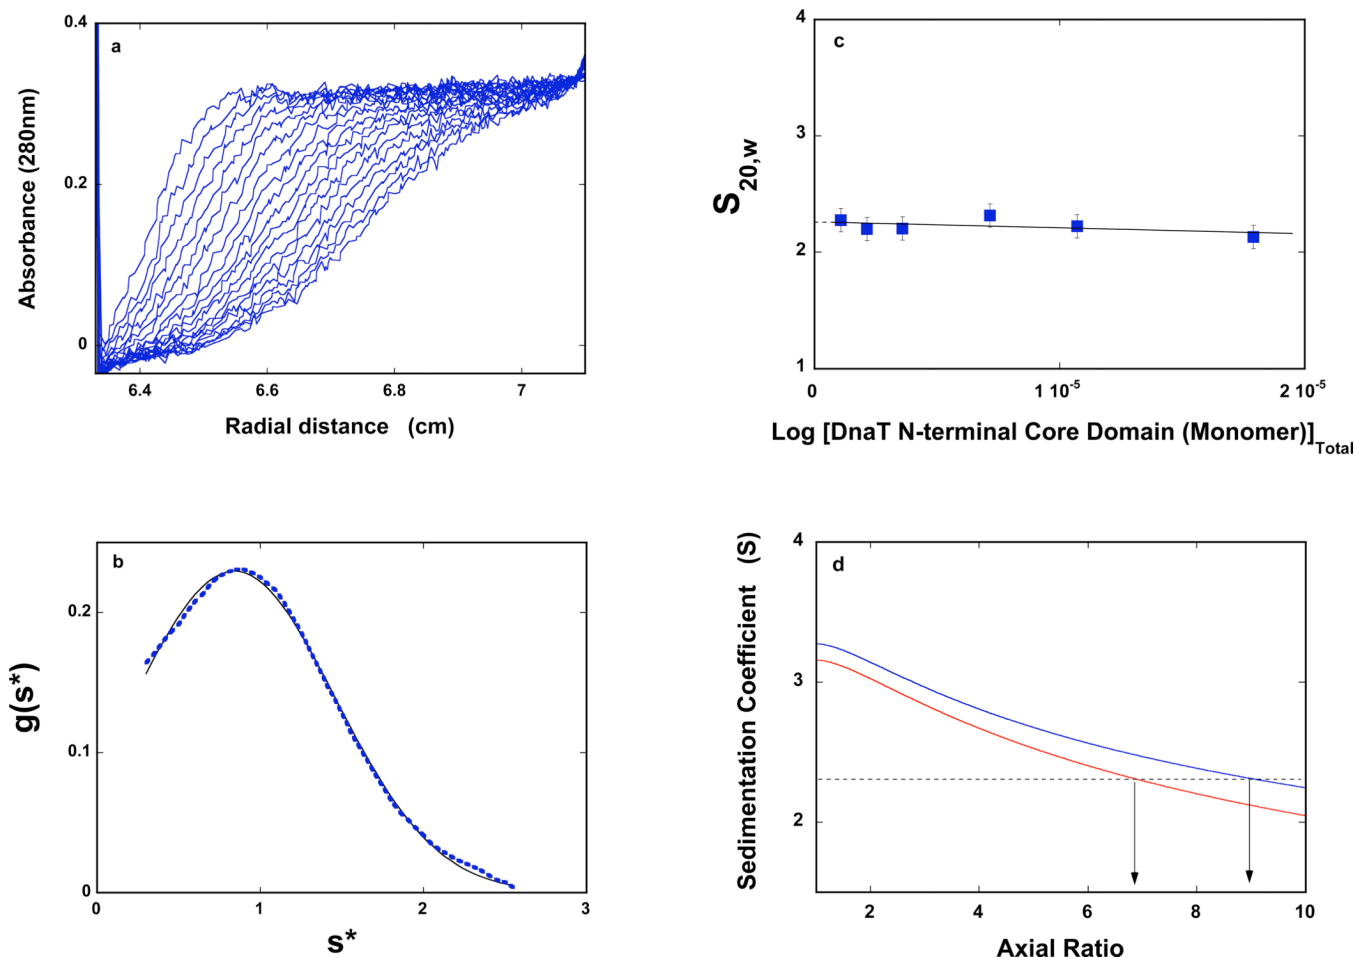 a
0.4
0.2
0
Absorbance (280nm)
6.4 6.6 6.8 7
Radial distance (cm)
c
4
3
2
1
S20,w
0 1 10-5 2 10-5
Log [DnaT N-terminal Core Domain (Monomer)]Total
b
0.2
0.1
0
g(s*)
0 1 2 3
s*
d
4
3
2
Sedimentation Coefficient (S)
2 4 6 8 10
Axial Ratio